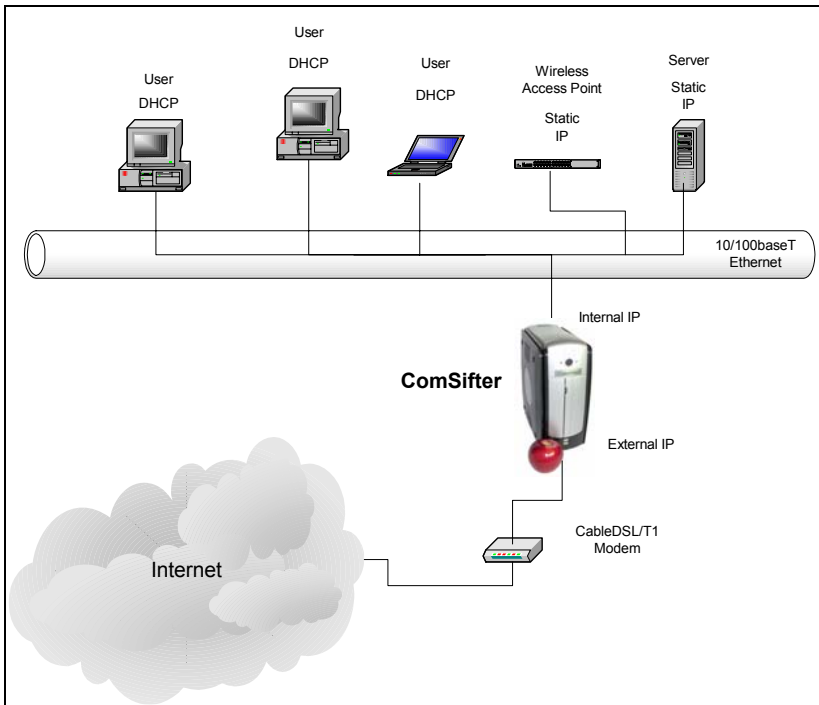 User
DHCP
User
DHCP
User
DHCP
Wireless
Access Point
Static
IP
Server
Static
IP
10/100baseT
Ethernet
Internal IP
ComSifter
External IP
CableDSL/T1
Modem
Internet